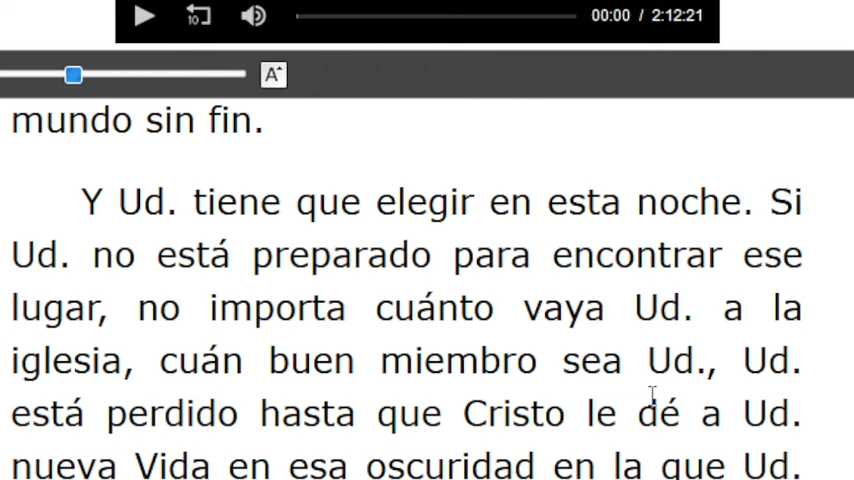 10
00:00 / 2:12:21
A
mundo sin fin.
Y Ud. tiene que elegir en esta noche. Si
Ud. no está preparado para encontrar ese
lugar, no importa cuánto vaya Ud. a la
iglesia, cuán buen miembro sea Ud., Ud.
está perdido hasta que Cristo le dé a Ud.
nueva Vida en esa oscuridad en la que Ud.